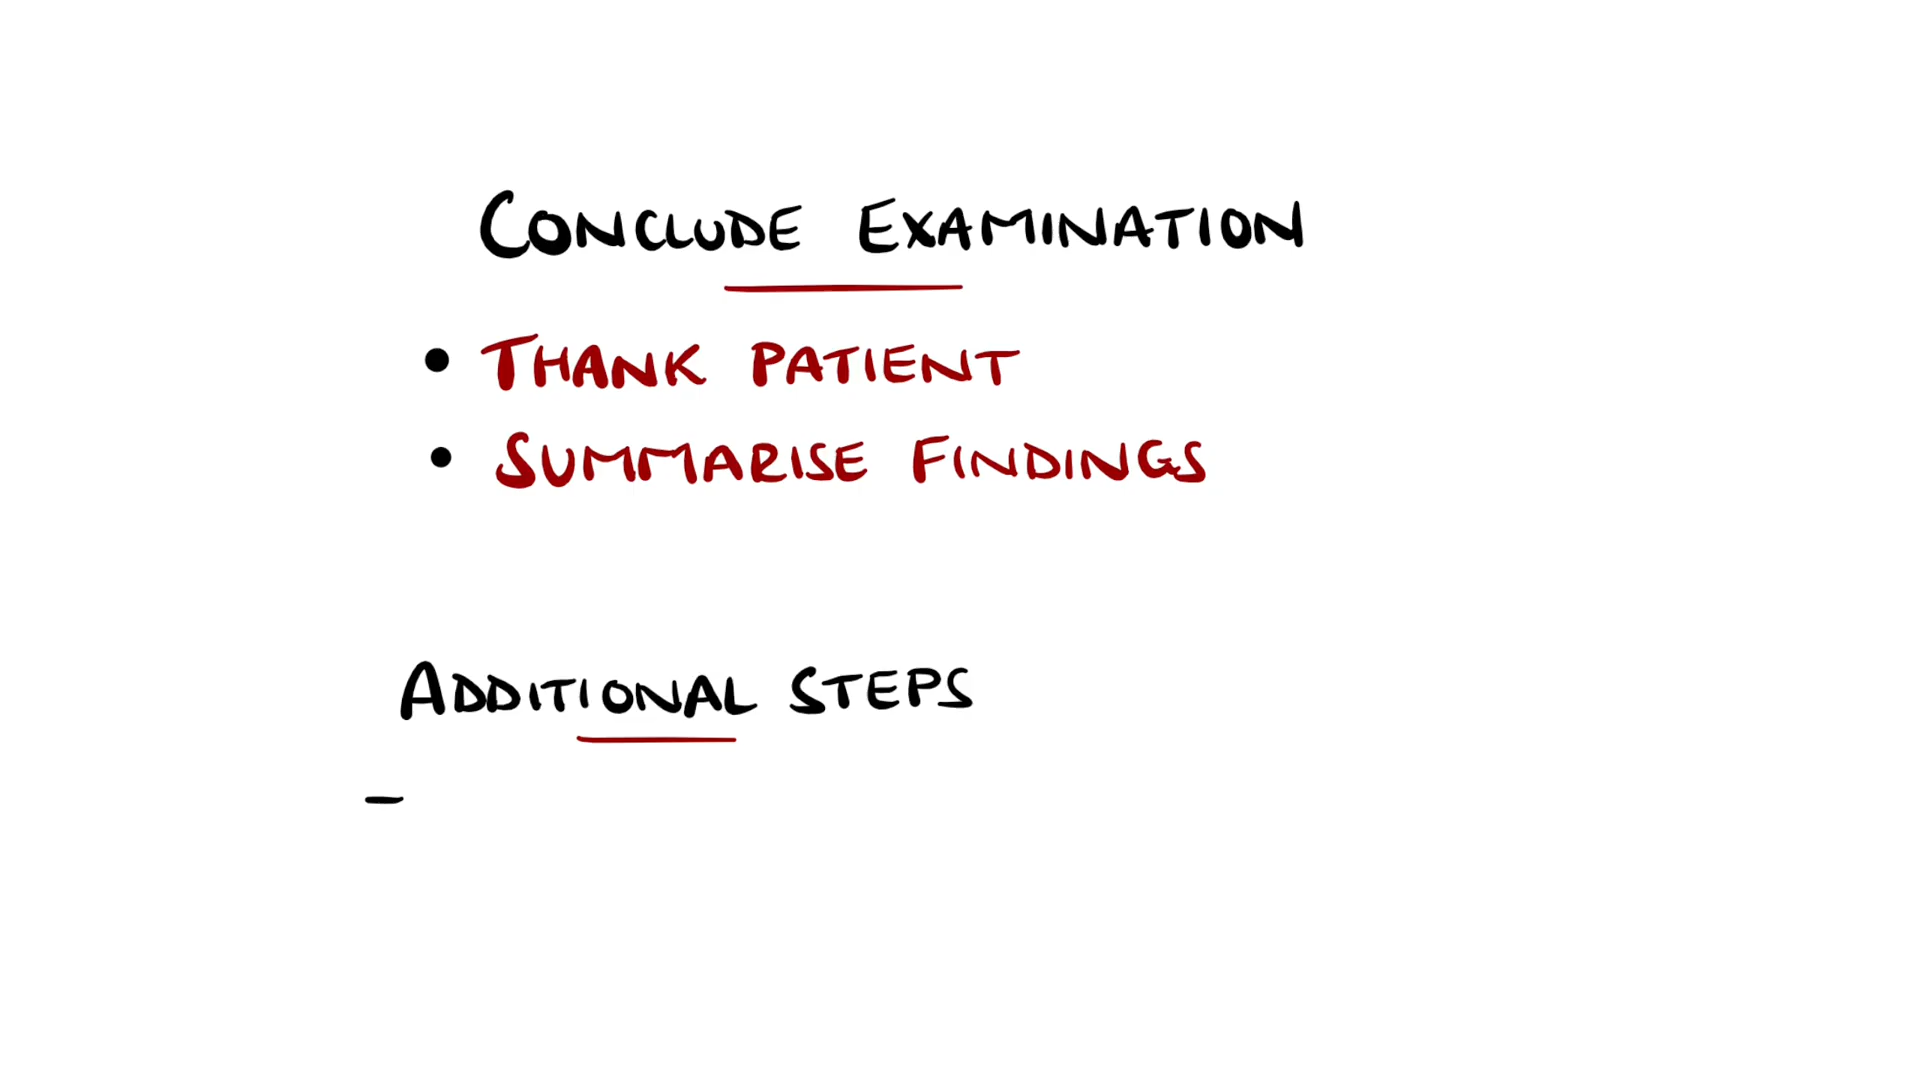 CONCLUDE EXAMINATION
• THANK PATIENT
• SUMMARISE FINDINGS
ADDITIONAL STEPS
–